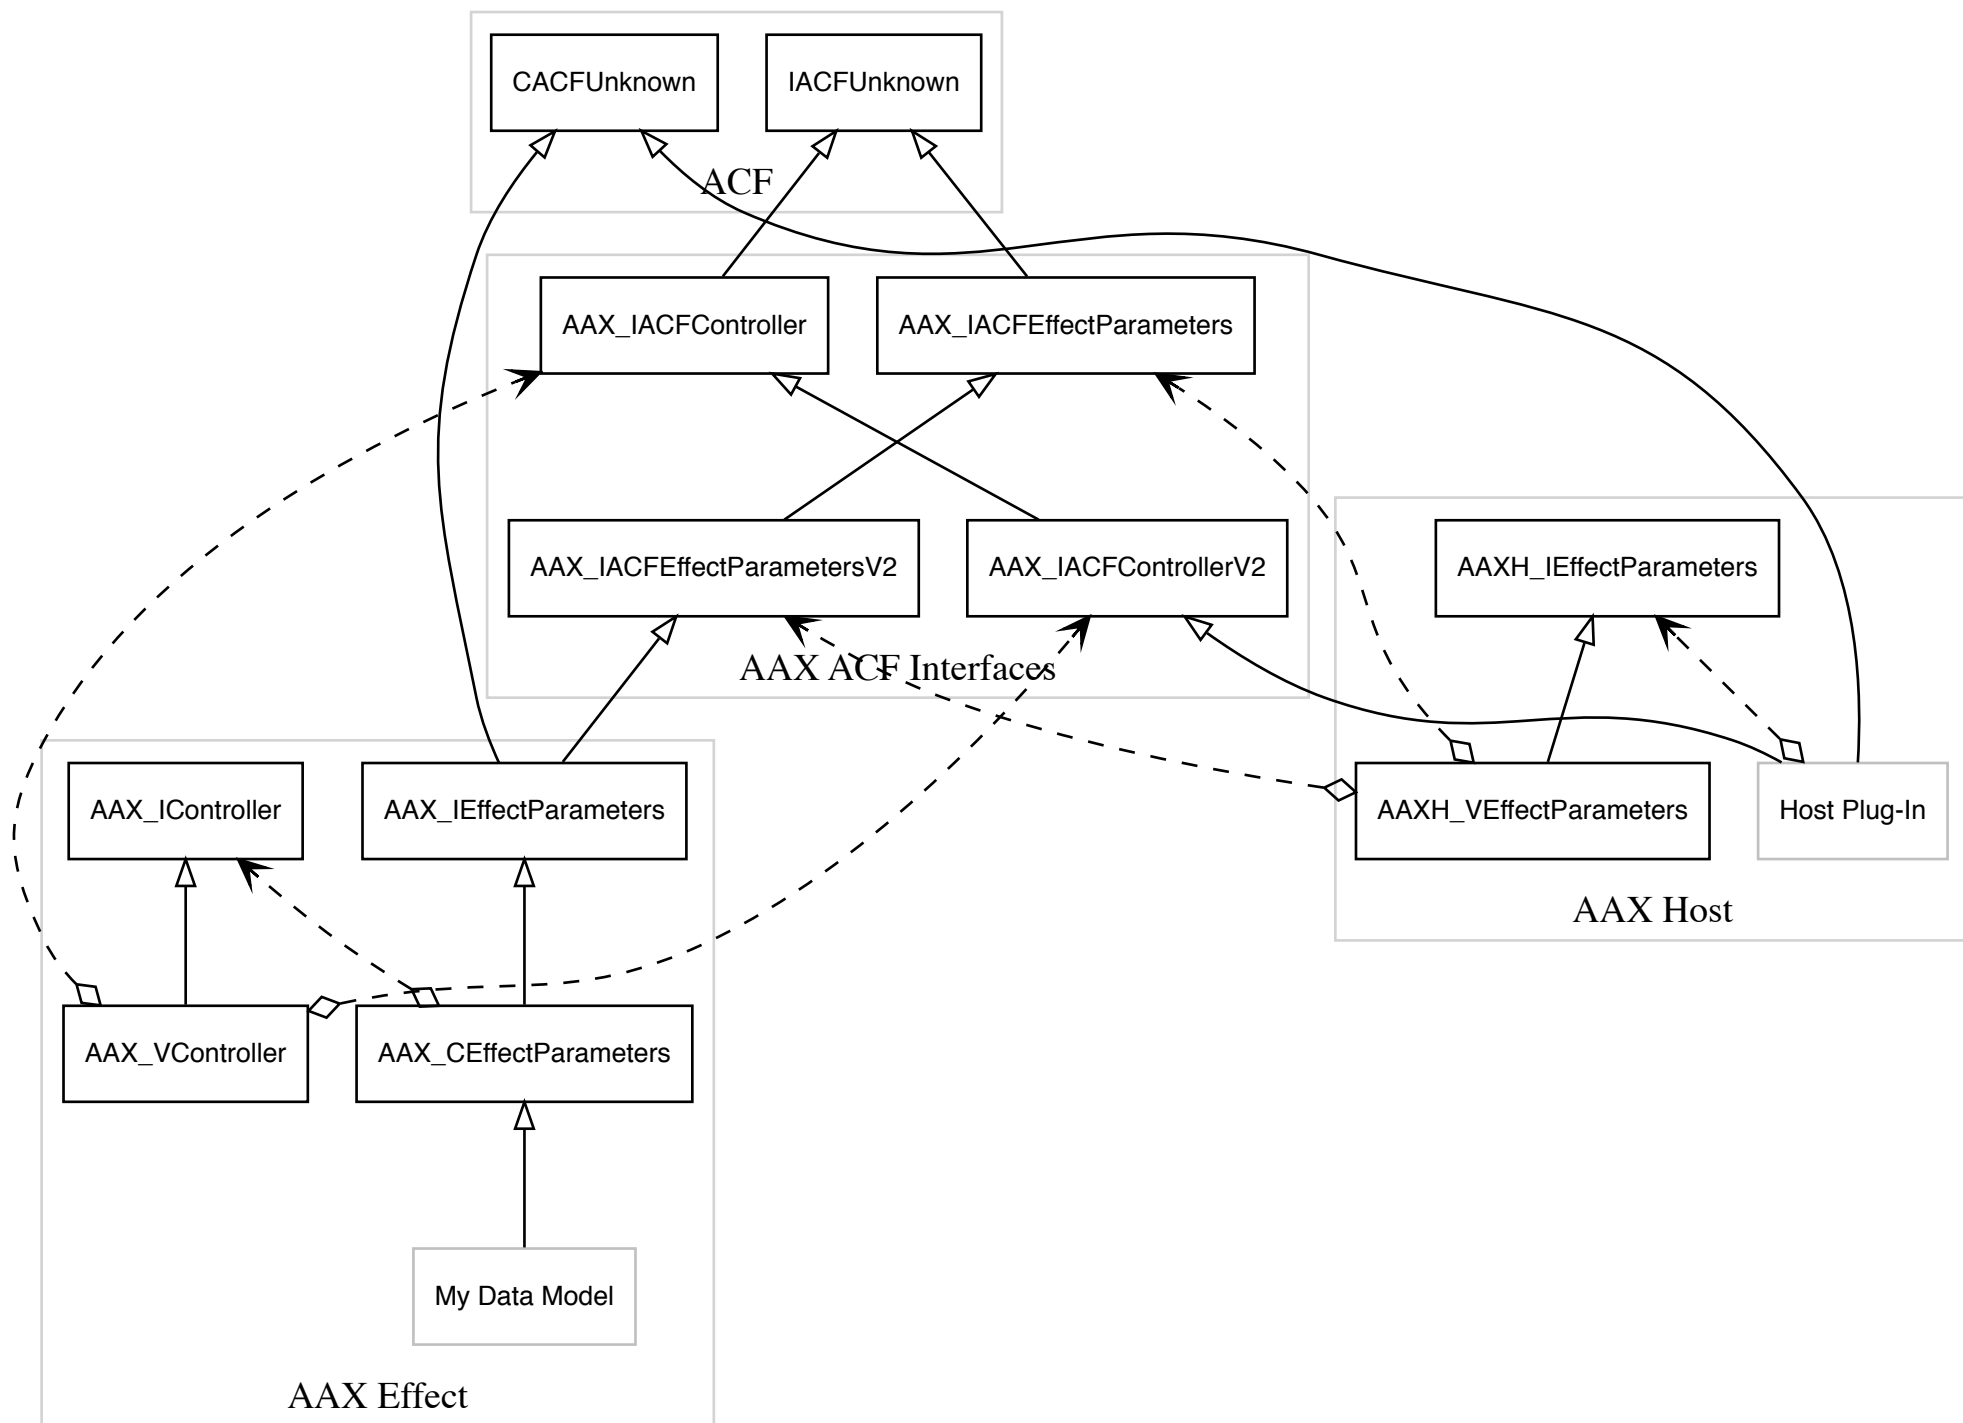 CACFUnknown
IACFUnknown
ACF
AAX_IACFController
AAX_IACFEffectParameters
AAX_IACFEffectParametersV2
AAX_IACFControllerV2
AAXH_IEffectParameters
AAX ACF Interfaces
AAX_IController
AAX_IEffectParameters
AAXH_VEffectParameters
Host Plug-In
AAX Host
AAX_VController
AAX_CEffectParameters
My Data Model
AAX Effect